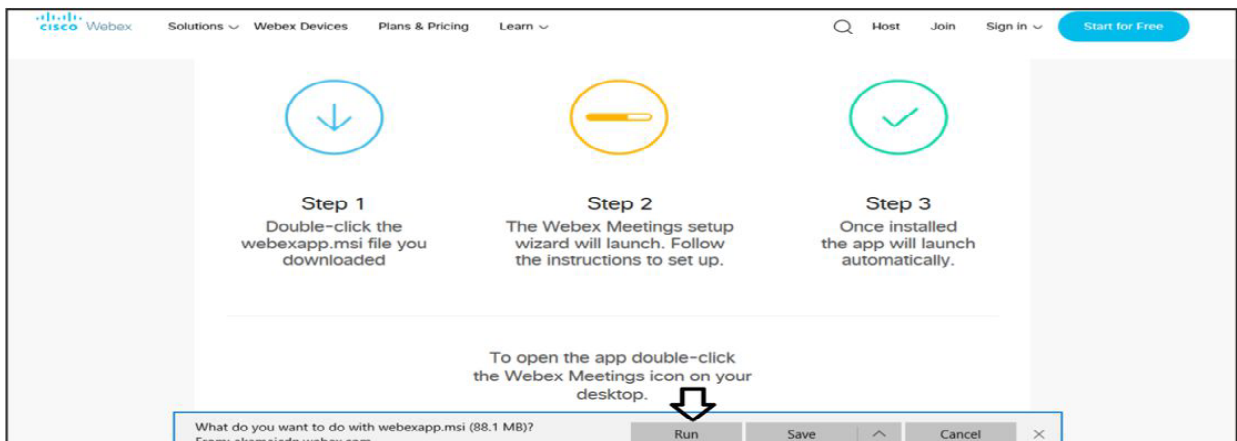 cisco Webex Solutions Webex Devices Plans & Pricing Learn Host Join Sign in Start for Free
Step 1
Double-click the
webexapp.msi file you
downloaded
Step 2
The Webex Meetings setup
wizard will launch. Follow
the instructions to set up.
Step 3
Once installed
the app will launch
automatically.
To open the app double-click
the Webex Meetings icon on your
desktop.
What do you want to do with webexapp.msi (88.1 MB)?
Run Save Cancel